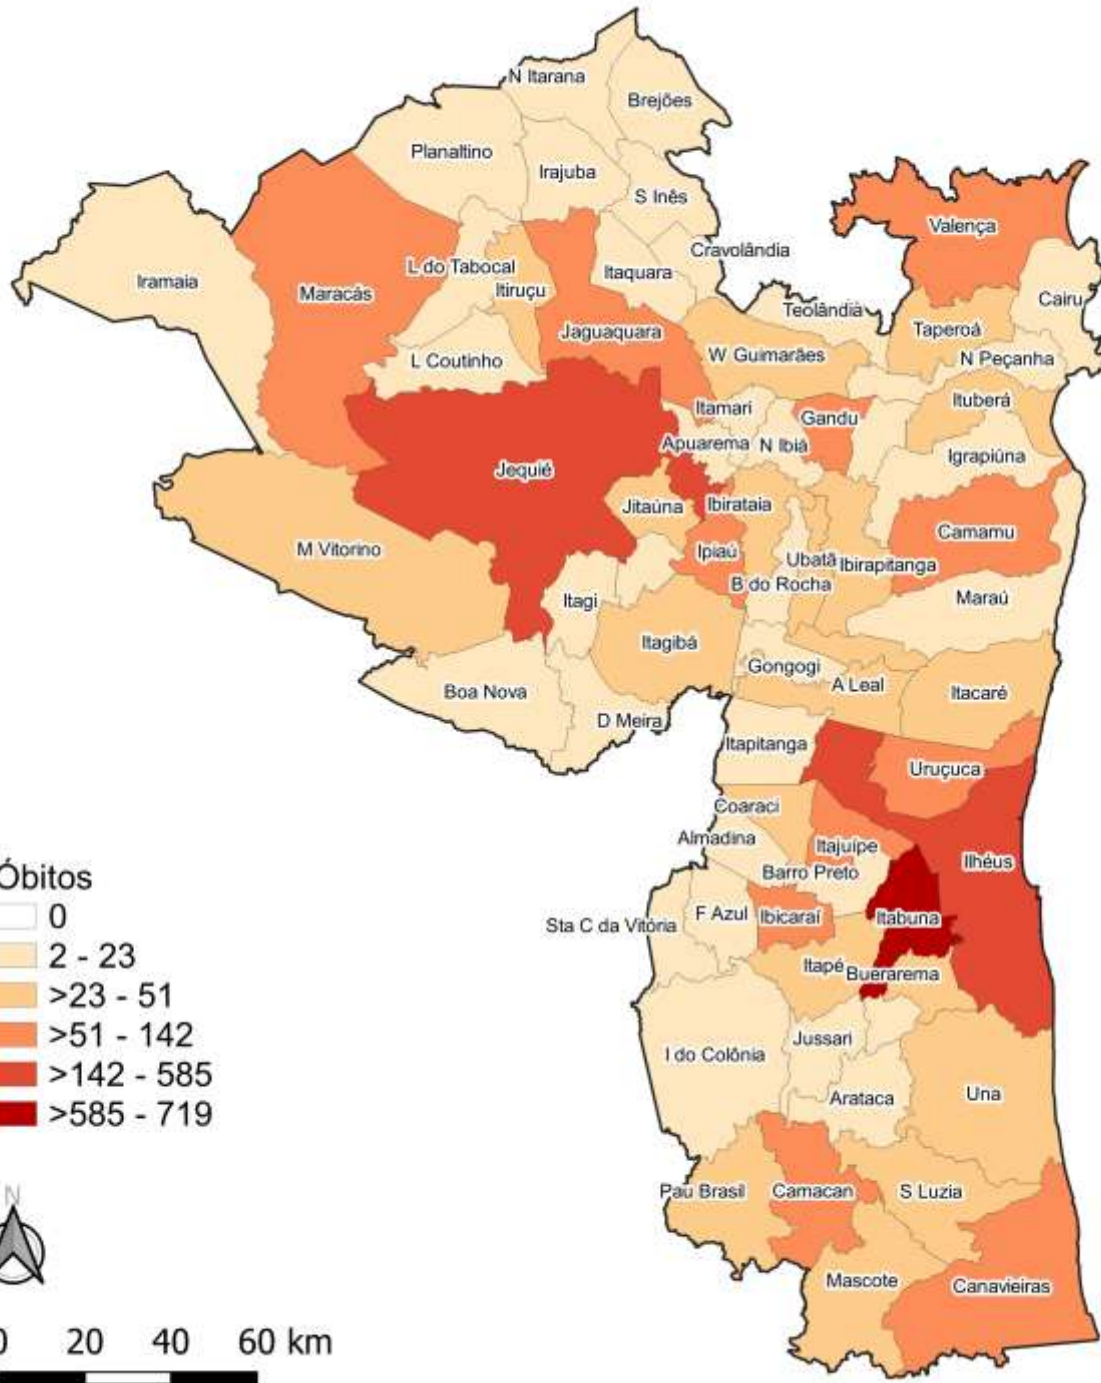 N Itarana
Brejões
Planaltino
Irajuba
S Inês
Valença
Cravolândia
L do Tabocal
Itaquara
Iramaia
Itiruçu
Maracás
Cairu
Teolândia
Taperoá
Jaguaquara
W Guimarães
N Peçanha
L Coutinho
Itamari
Ituberá
Gandu
Apuarema
N Ibiá
Igrapiúna
Jequié
Jitaúna
Ibirataia
Camamu
M Vitorino
Ipiaú
Ubatã
Ibirapitanga
B do Rocha
Itagi
Maraú
Itagibá
Gongogi
A Leal
Boa Nova
Itacaré
D Meira
Itapitanga
Uruçuca
Coaraci
Almadina
Itajuípe
Ilhéus
Barro Preto
Sta C da Vitória
F Azul
Ibicaraí
Itabuna
Itapé
Buerarema
I do Colônia
Jussari
Arataca
Una
Pau Brasil
Camacan
S Luzia
Mascote
Canavieiras
Óbitos
0
2 - 23
>23 - 51
>51 - 142
>142 - 585
>585 - 719
N
0 20 40 60 km